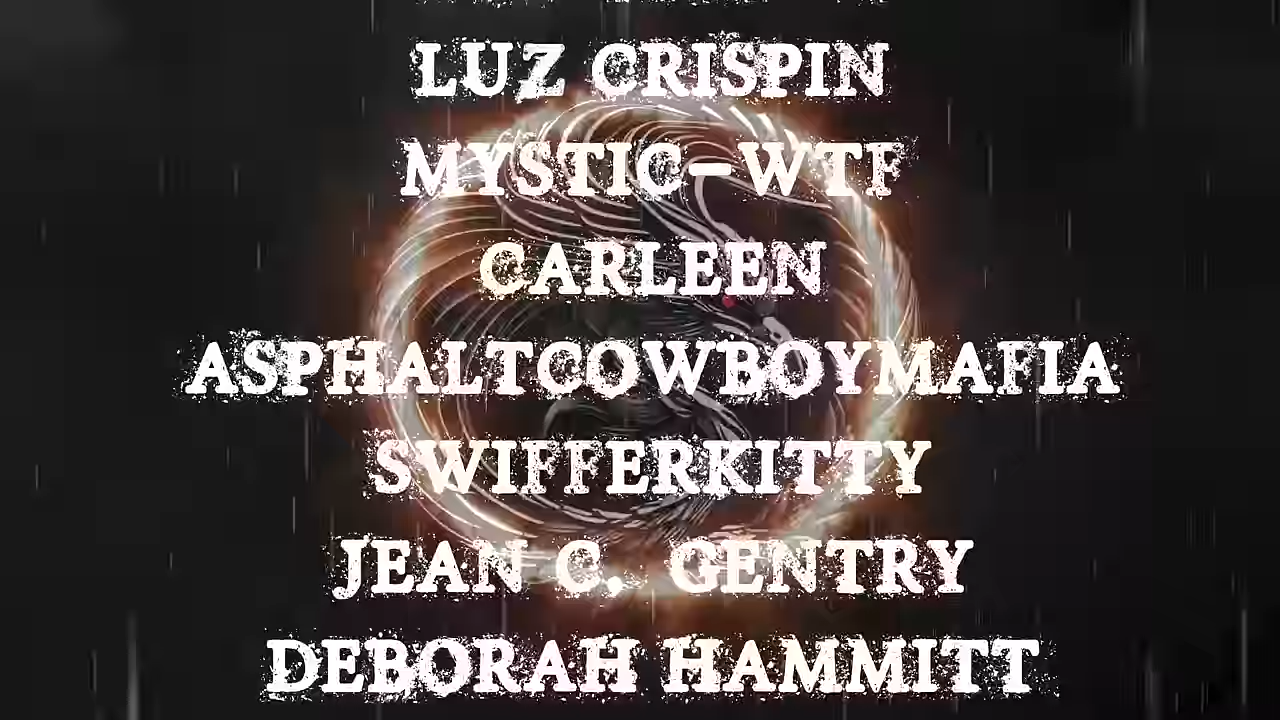 LUZ CRISPIN
MYSTIC-WTF
CARLEEN
ASPHALTCOWBOYMAFIA
SWIFFERKITTY
JEAN C. GENTRY
DEBORAH HAMMITT